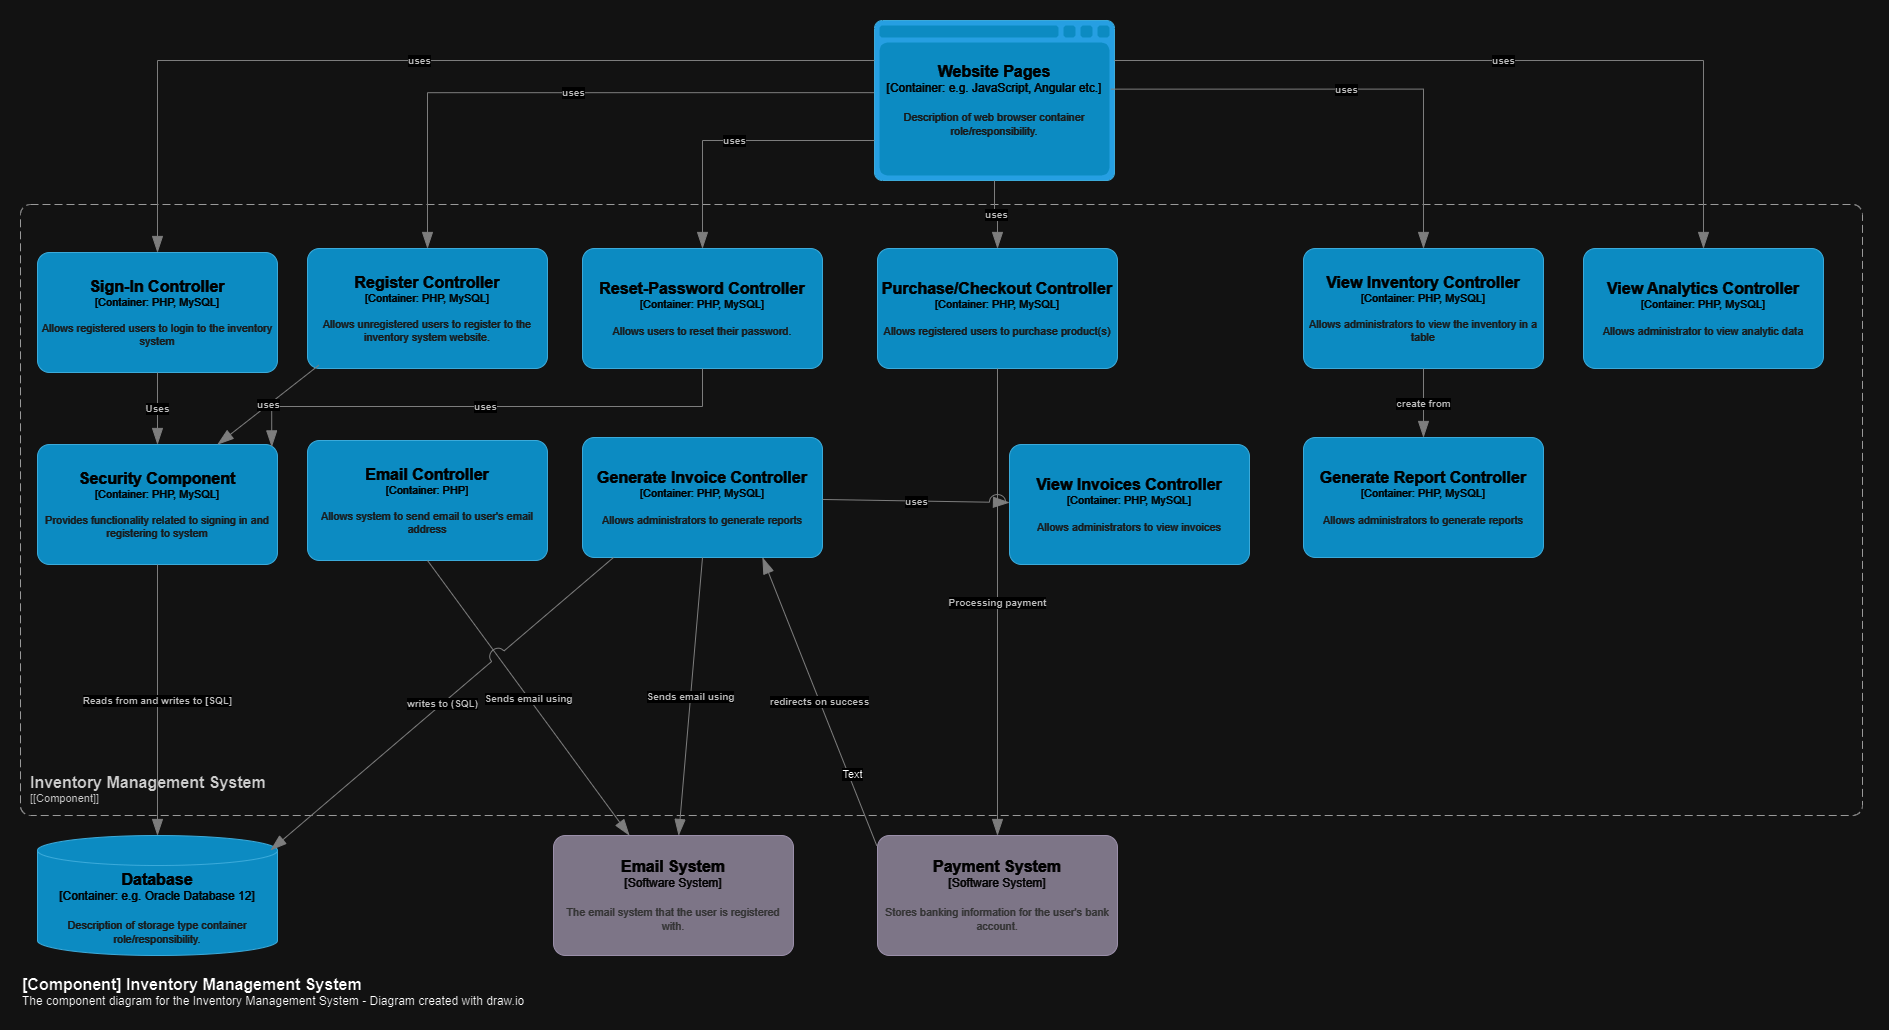 Website Pages
[Container: e.g. JavaScript, Angular etc.]
Description of web browser container
role/responsibility.
uses
uses
uses
uses
uses
uses
Sign-In Controller
[Container: PHP, MySQL]
Allows registered users to login to the inventory
system
Register Controller
[Container: PHP, MySQL]
Allows unregistered users to register to the
inventory system website.
Reset-Password Controller
[Container: PHP, MySQL]
Allows users to reset their password.
Purchase/Checkout Controller
[Container: PHP, MySQL]
Allows registered users to purchase product(s)
View Inventory Controller
[Container: PHP, MySQL]
Allows administrators to view the inventory in a
table
View Analytics Controller
[Container: PHP, MySQL]
Allows administrator to view analytic data
Uses
uses
uses
create from
Security Component
[Container: PHP, MySQL]
Provides functionality related to signing in and
registering to system
Email Controller
[Container: PHP]
Allows system to send email to user's email
address
Generate Invoice Controller
[Container: PHP, MySQL]
Allows administrators to generate reports
uses
View Invoices Controller
[Container: PHP, MySQL]
Allows administrators to view invoices
Generate Report Controller
[Container: PHP, MySQL]
Allows administrators to generate reports
Processing payment
Reads from and writes to [SQL]
writes to (SQL)
Sends email using
Sends email using
redirects on success
Text
Inventory Management System
[[Component]]
Database
[Container: e.g. Oracle Database 12]
Description of storage type container
role/responsibility.
Email System
[Software System]
The email system that the user is registered
with.
Payment System
[Software System]
Stores banking information for the user's bank
account.
[Component] Inventory Management System
The component diagram for the Inventory Management System - Diagram created with draw.io